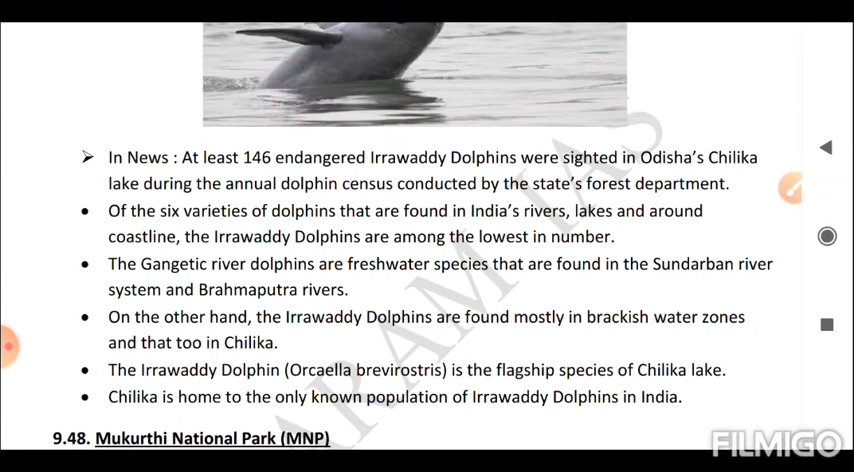 ➢ In News : At least 146 endangered Irrawaddy Dolphins were sighted in Odisha's Chilika
lake during the annual dolphin census conducted by the state's forest department.
• Of the six varieties of dolphins that are found in India's rivers, lakes and around
coastline, the Irrawaddy Dolphins are among the lowest in number.
• The Gangetic river dolphins are freshwater species that are found in the Sundarban river
system and Brahmaputra rivers.
• On the other hand, the Irrawaddy Dolphins are found mostly in brackish water zones
and that too in Chilika.
• The Irrawaddy Dolphin (Orcaella brevirostris) is the flagship species of Chilika lake.
• Chilika is home to the only known population of Irrawaddy Dolphins in India.
9.48. Mukurthi National Park (MNP)
ARAM IAS
FILMIGO